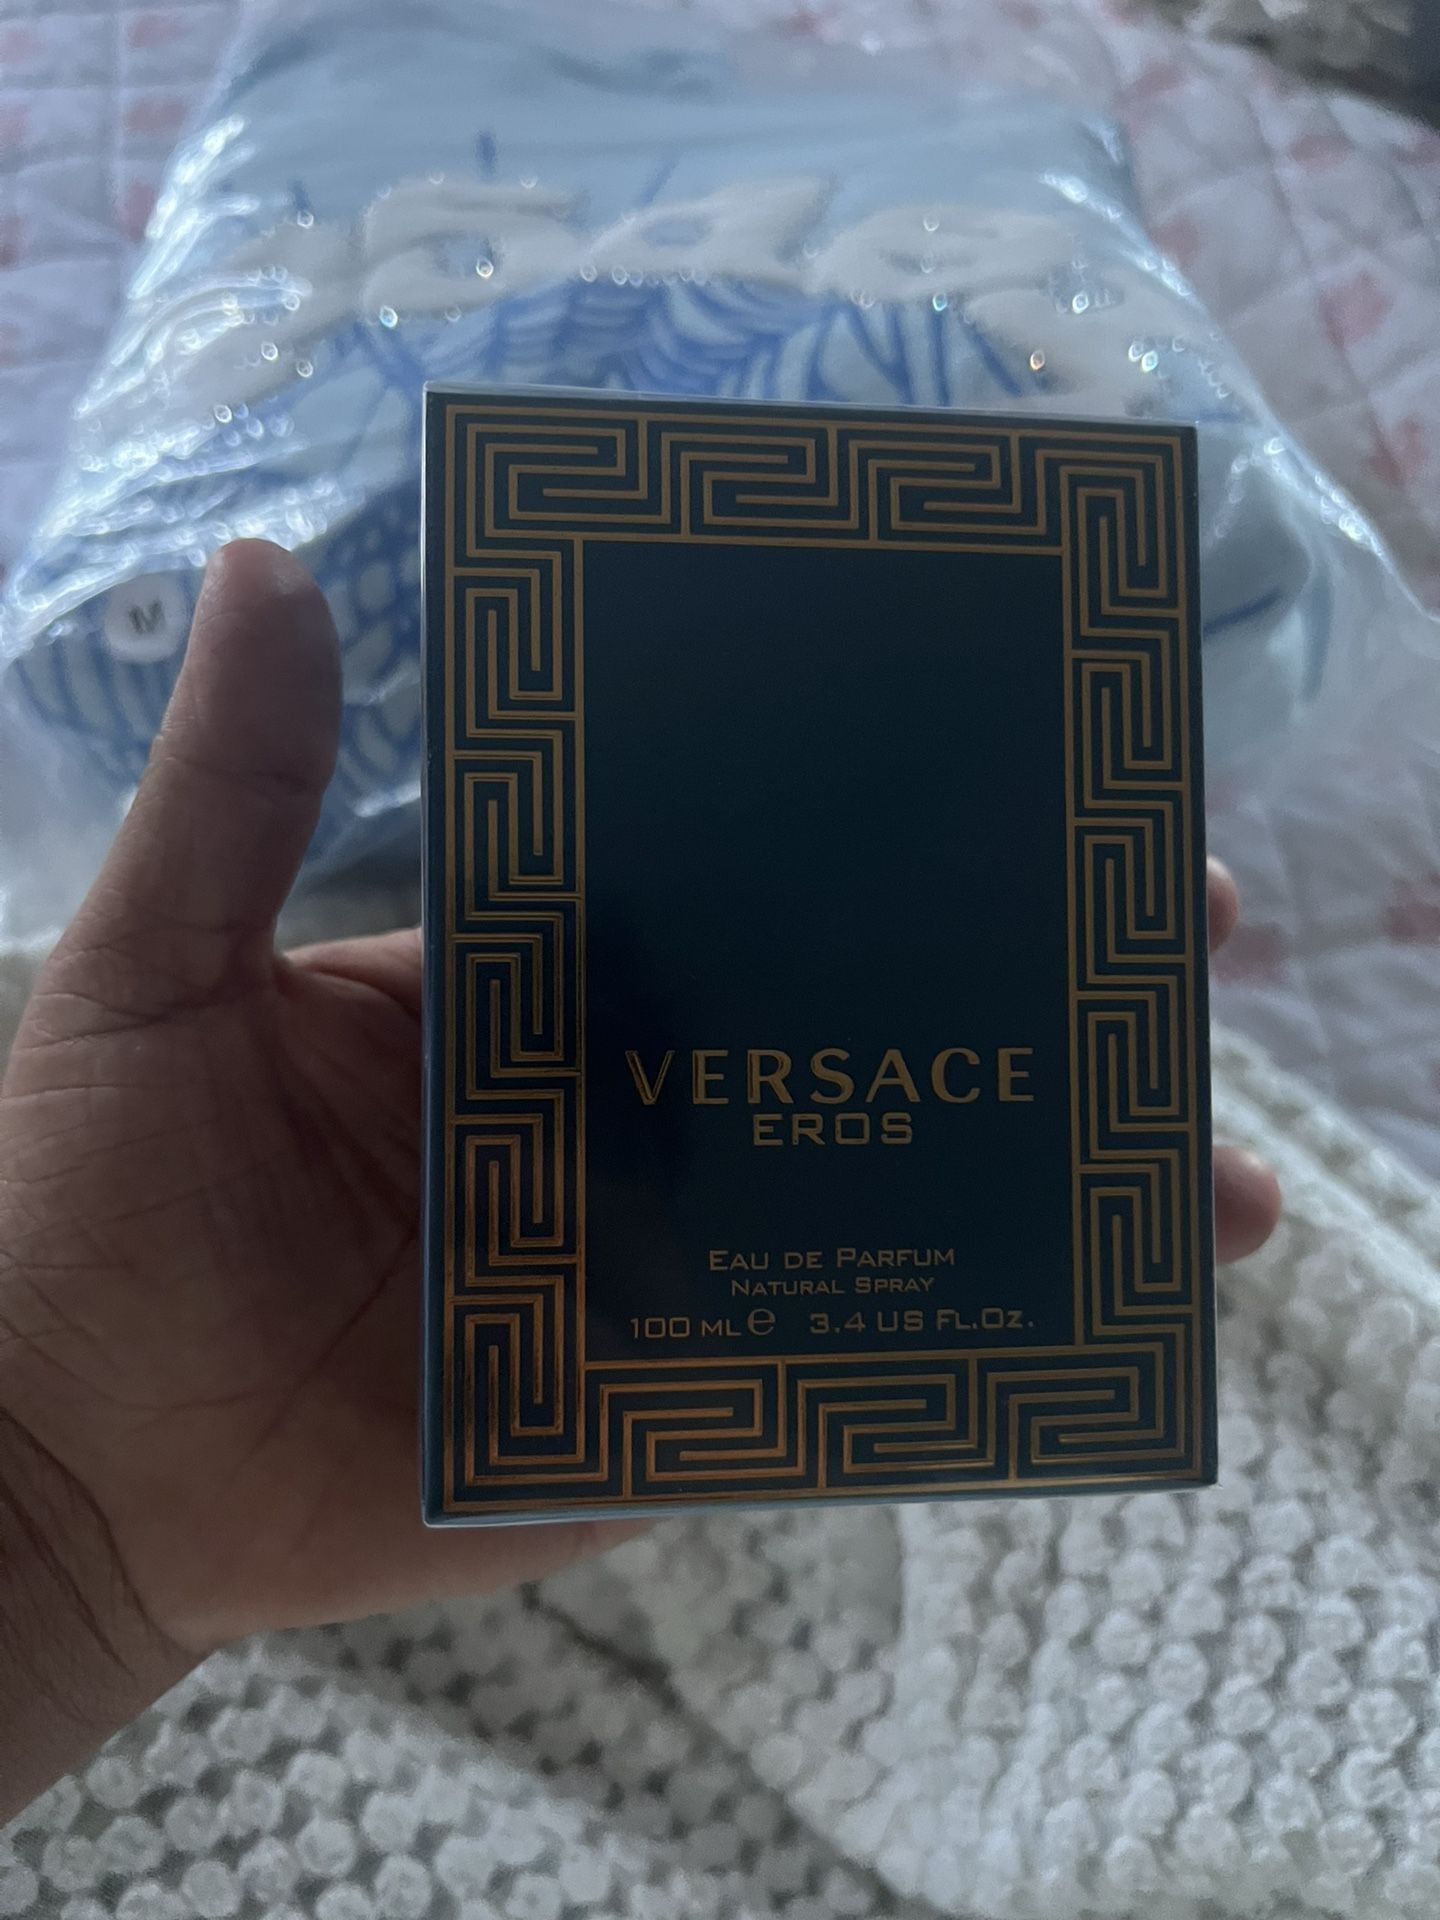 M
VERSACE
EROS
EAU DE PARFUM
NATURAL SPRAY
100 ML e 3.4 US FL.OZ.